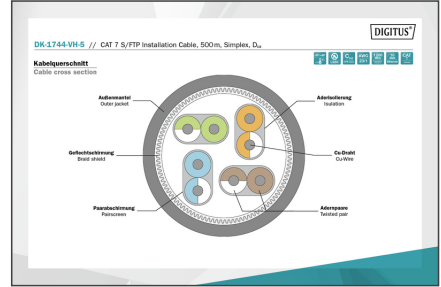 DIGITUS®
DK-1744-VH-5 // CAT 7 S/FTP Installation Cable, 500m, Simplex, Dca
Kabelquerschnitt
Cable cross section
Außenmantel
Outer jacket
Aderisolierung
Insulation
Geflechtschirmung
Braid shield
Cu-Draht
Cu-Wire
Paarabschirmung
Pairscreen
Adernpaare
Twisted pair